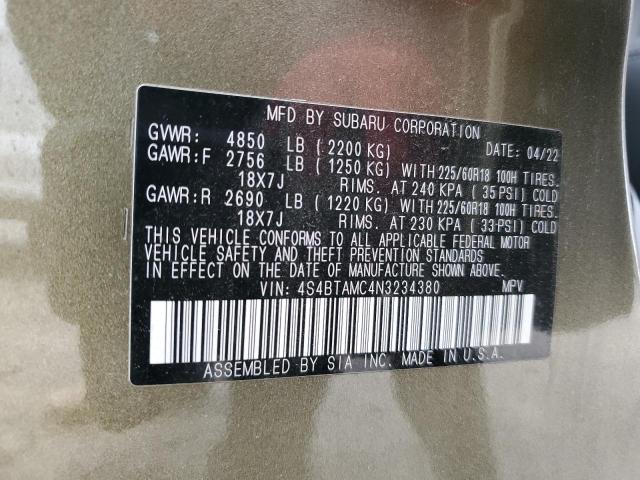 MFD BY SUBARU CORPORATION
GVWR: 4850 LB (2200 KG) DATE: 04/22
GAWR:F 2756 LB (1250 KG) WITH 225/60R18 100H TIRES.
18X7J RIMS. AT 240 KPA (35 PSI) COLD
GAWR:R 2690 LB (1220 KG) WITH 225/60R18 100H TIRES.
18X7J RIMS. AT 230 KPA (33 PSI) COLD
THIS VEHICLE CONFORMS TO ALL APPLICABLE FEDERAL MOTOR
VEHICLE SAFETY AND THEFT PREVENTION STANDARDS
IN EFFECT ON THE DATE OF MANUFACTURE SHOWN ABOVE.
VIN: 4S4BTAMC4N3234380 MPV
ASSEMBLED BY SIA INC. MADE IN U.S.A.